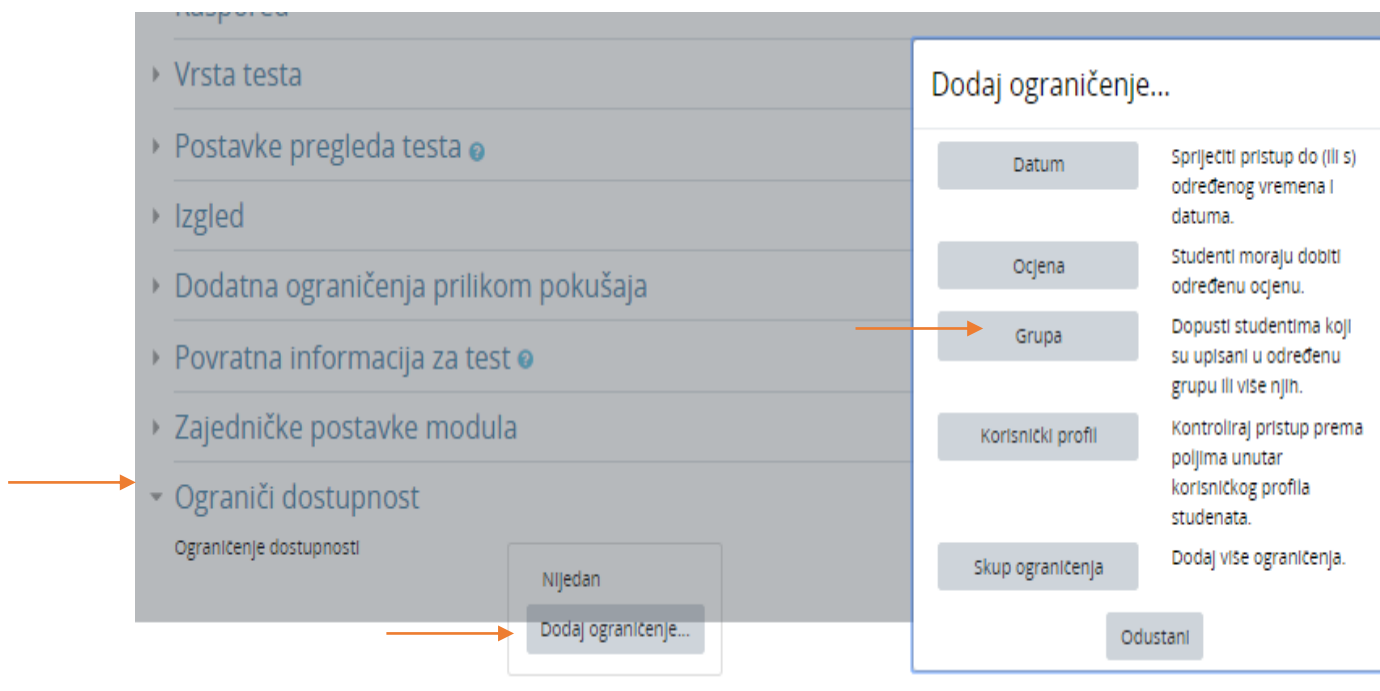 Raspored
Vrsta testa
Postavke pregleda testa
Izgled
Dodatna ograničenja prilikom pokušaja
Povratna informacija za test
Zajedničke postavke modula
Ograniči dostupnost
Ograničenje dostupnosti
Nijedan
Dodaj ograničenje...
Dodaj ograničenje...
Datum
Spriječiti pristup do (ili s)
određenog vremena i
datuma.
Ocjena
Studenti moraju dobiti
određenu ocjenu.
Grupa
Dopusti studentima koji
su upisani u određenu
grupu ili više njih.
Korisnički profil
Kontroliraj pristup prema
poljima unutar
korisničkog profila
studenata.
Skup ograničenja
Dodaj više ograničenja.
Odustani